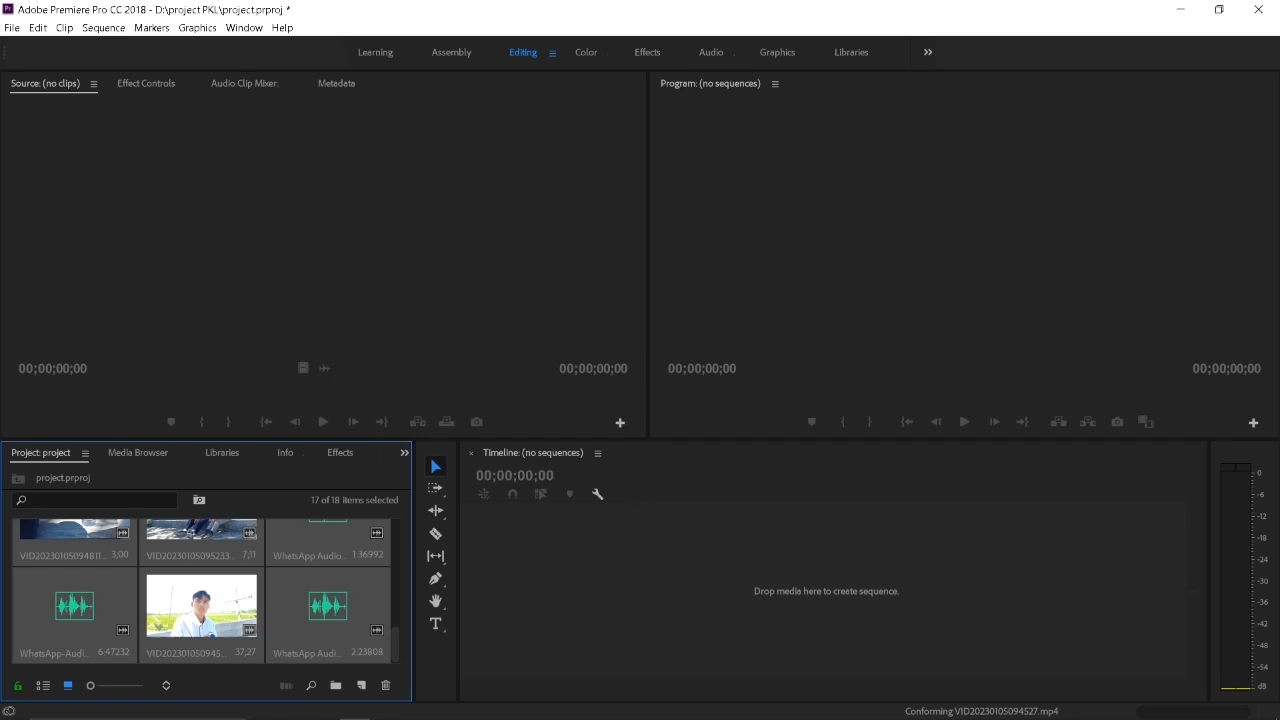 Pr Adobe Premiere Pro CC 2018 - D:\project PKL\project.prproj *
File Edit Clip Sequence Markers Graphics Window Help
Learning Assembly Editing Color Effects Audio Graphics Libraries
Source: (no clips) Effect Controls Audio Clip Mixer: Metadata
Program: (no sequences)
00;00;00;00 00;00;00;00
00;00;00;00 00;00;00;00
Project: project Media Browser Libraries Info Effects
project.prproj
17 of 18 items selected
VID20230105094811... 3,00
VID20230105095233... 7;11
WhatsApp Audio... 1:36992
WhatsApp-Audi... 6:47232
VID202301050945... 37;27
WhatsApp Audio... 2:23808
Timeline: (no sequences)
00;00;00;00
T
Drop media here to create sequence.
0
-6
-12
-18
-24
-30
-36
-42
-48
-54
dB
Conforming VID20230105094527.mp4